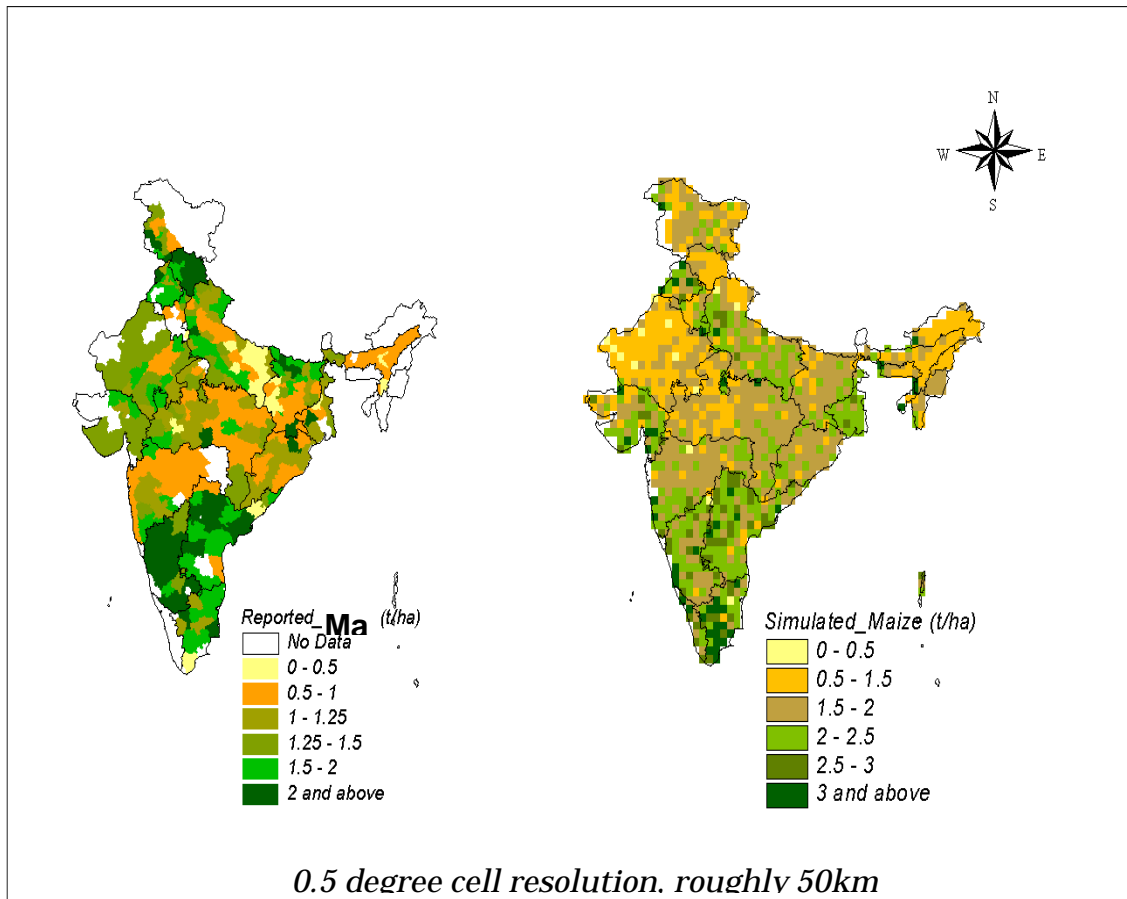 N
W E
S
Reported_Ma (t/ha)
No Data
0 - 0.5
0.5 - 1
1 - 1.25
1.25 - 1.5
1.5 - 2
2 and above
Simulated_Maize (t/ha)
0 - 0.5
0.5 - 1.5
1.5 - 2
2 - 2.5
2.5 - 3
3 and above
0.5 degree cell resolution, roughly 50km